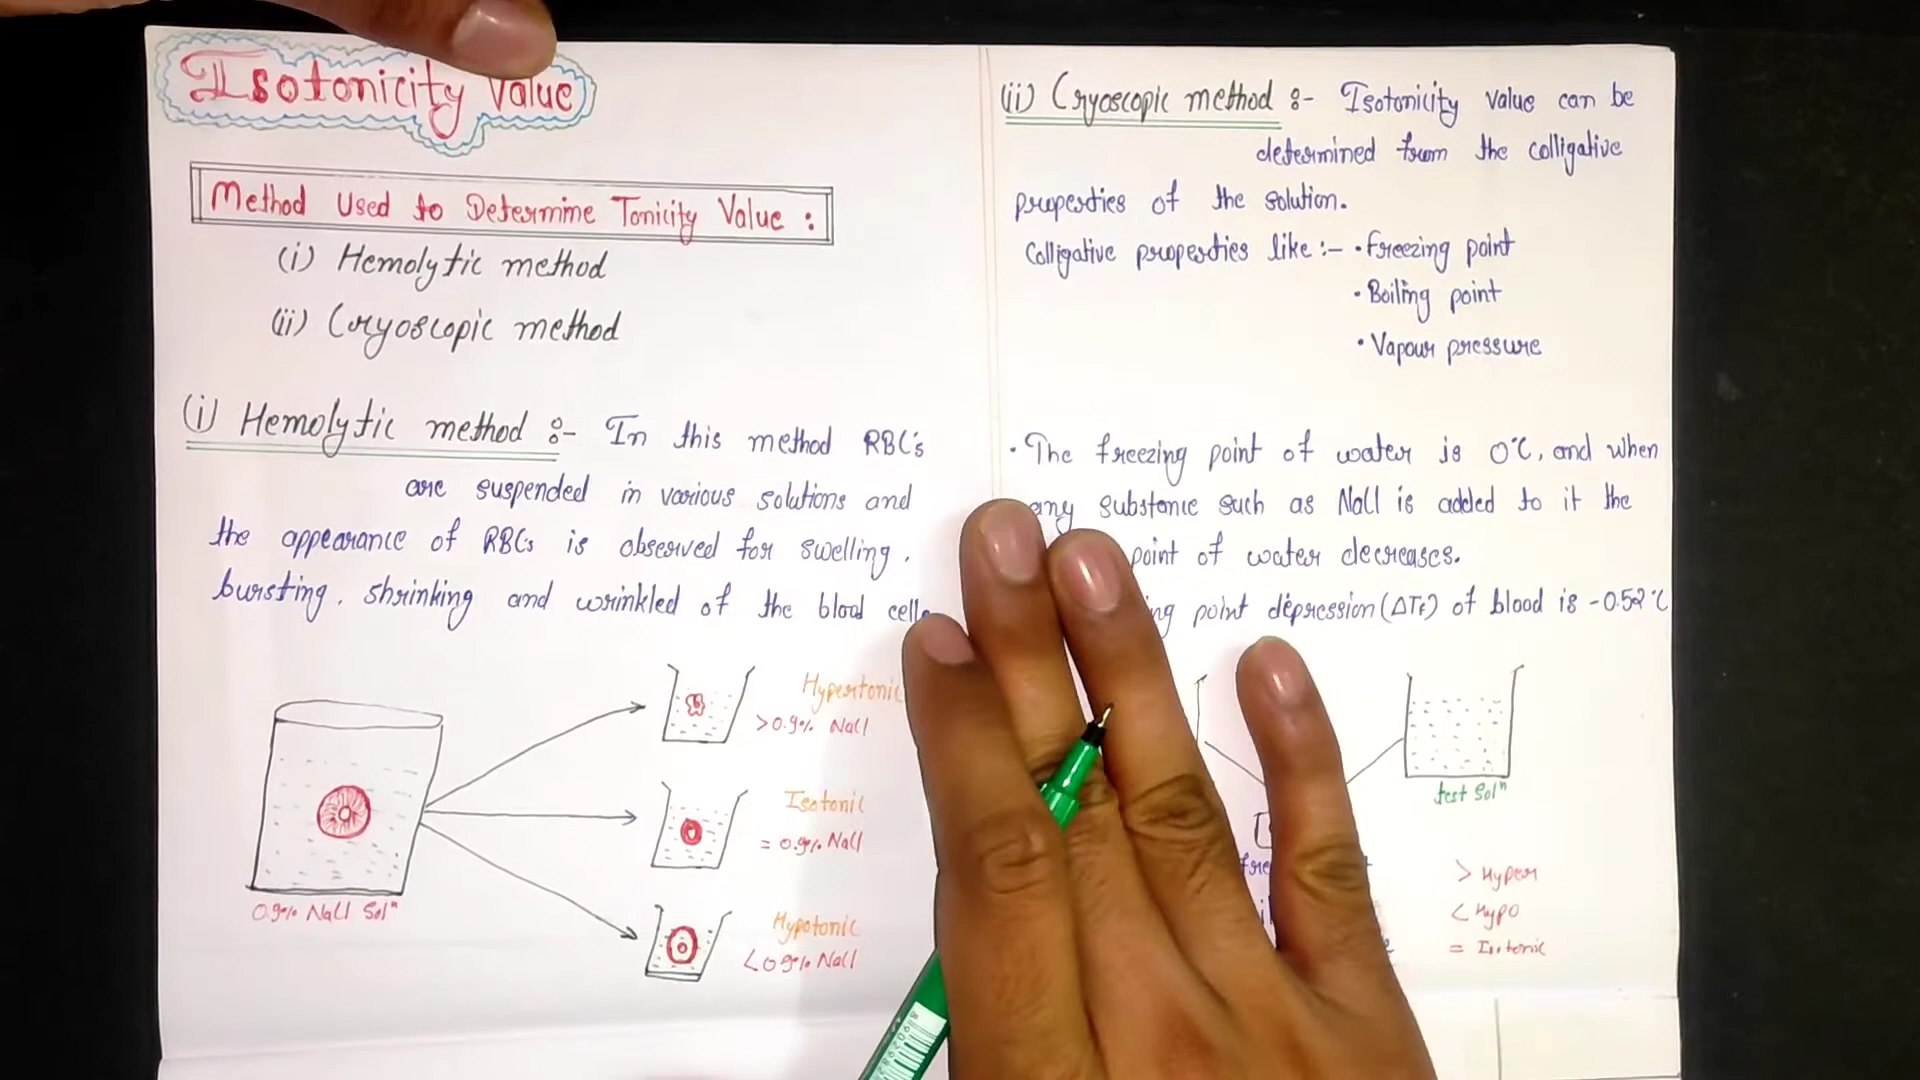 Isotonicity Value
Method Used to Determine Tonicity Value :
(i) Hemolytic method
(ii) Cryoscopic method
(i) Hemolytic method :- In this method RBC's
are suspended in various solutions and
the appearance of RBCs is observed for swelling,
bursting, shrinking and wrinkled of the blood cells
Hypertonic
>0.9% NaCl
Isotonic
= 0.9% NaCl
Hypotonic
<0.9% NaCl
0.9% NaCl Solⁿ
(ii) Cryoscopic method :- Isotonicity value can be
determined from the colligative
properties of the solution.
Colligative properties like :- • Freezing point
• Boiling point
• Vapour pressure
• The freezing point of water is 0°C, and when
any substance such as NaCl is added to it the
point of water decreases.
point depression (ΔTf) of blood is -0.52°C
test Solⁿ
> Hyper
< Hypo
= Isotonic